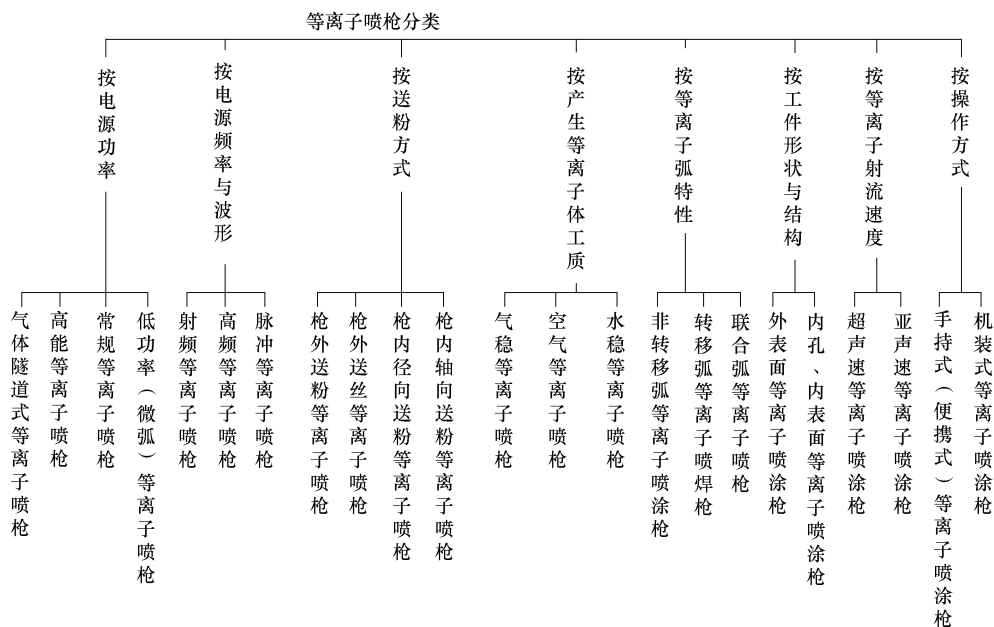 等离子喷枪分类
按电源功率
按电源频率与波形
按送粉方式
按产生等离子体工质
按等离子弧特性
按工件形状与结构
按等离子射流速度
按操作方式
气体隧道式等离子喷枪
高能等离子喷枪
常规等离子喷枪
低功率（微弧）等离子喷枪
射频等离子喷枪
高频等离子喷枪
脉冲等离子喷枪
枪外送粉等离子喷枪
枪外送丝等离子喷枪
枪内径向送粉等离子喷枪
枪内轴向送粉等离子喷枪
气稳等离子喷枪
空气等离子喷枪
水稳等离子喷枪
非转移弧等离子喷涂枪
转移弧等离子喷焊枪
联合弧等离子喷枪
外表面等离子喷涂枪
内孔、内表面等离子喷涂枪
超声速等离子喷涂枪
亚声速等离子喷涂枪
手持式（便携式）等离子喷涂枪
机装式等离子喷涂枪